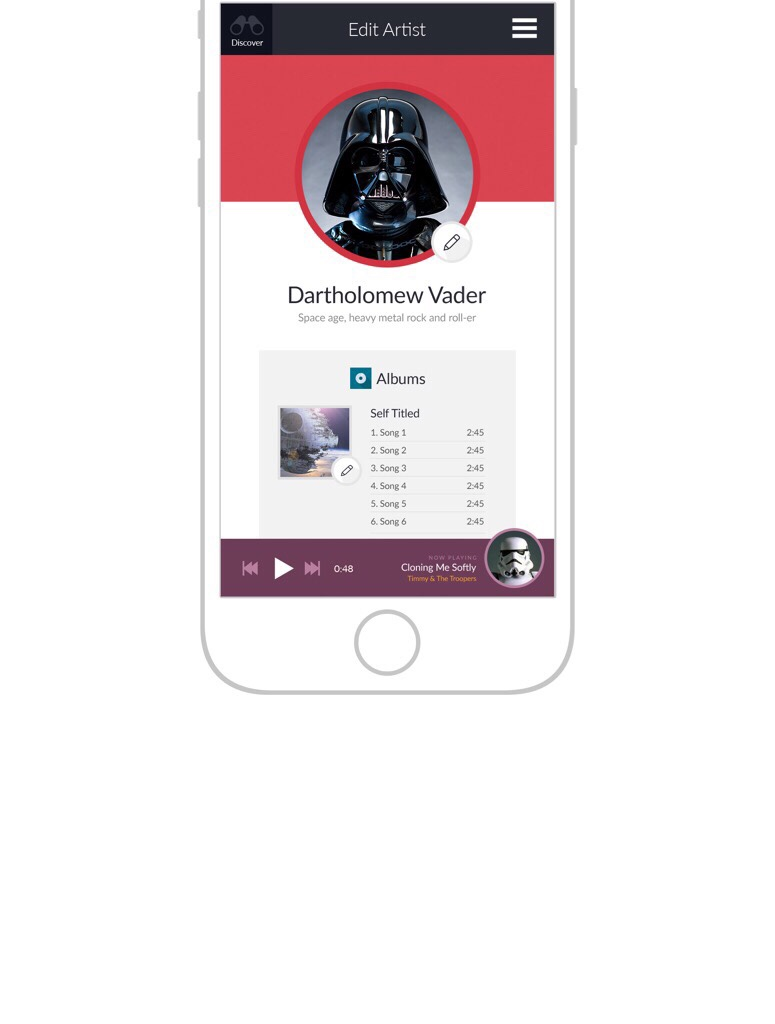 Edit Artist
Discover
Dartholomew Vader
Space age, heavy metal rock and roll-er
Albums
Self Titled
1. Song 1 2:45
2. Song 2 2:45
3. Song 3 2:45
4. Song 4 2:45
5. Song 5 2:45
6. Song 6 2:45
0:48
NOW PLAYING
Cloning Me Softly
Timmy & The Troopers